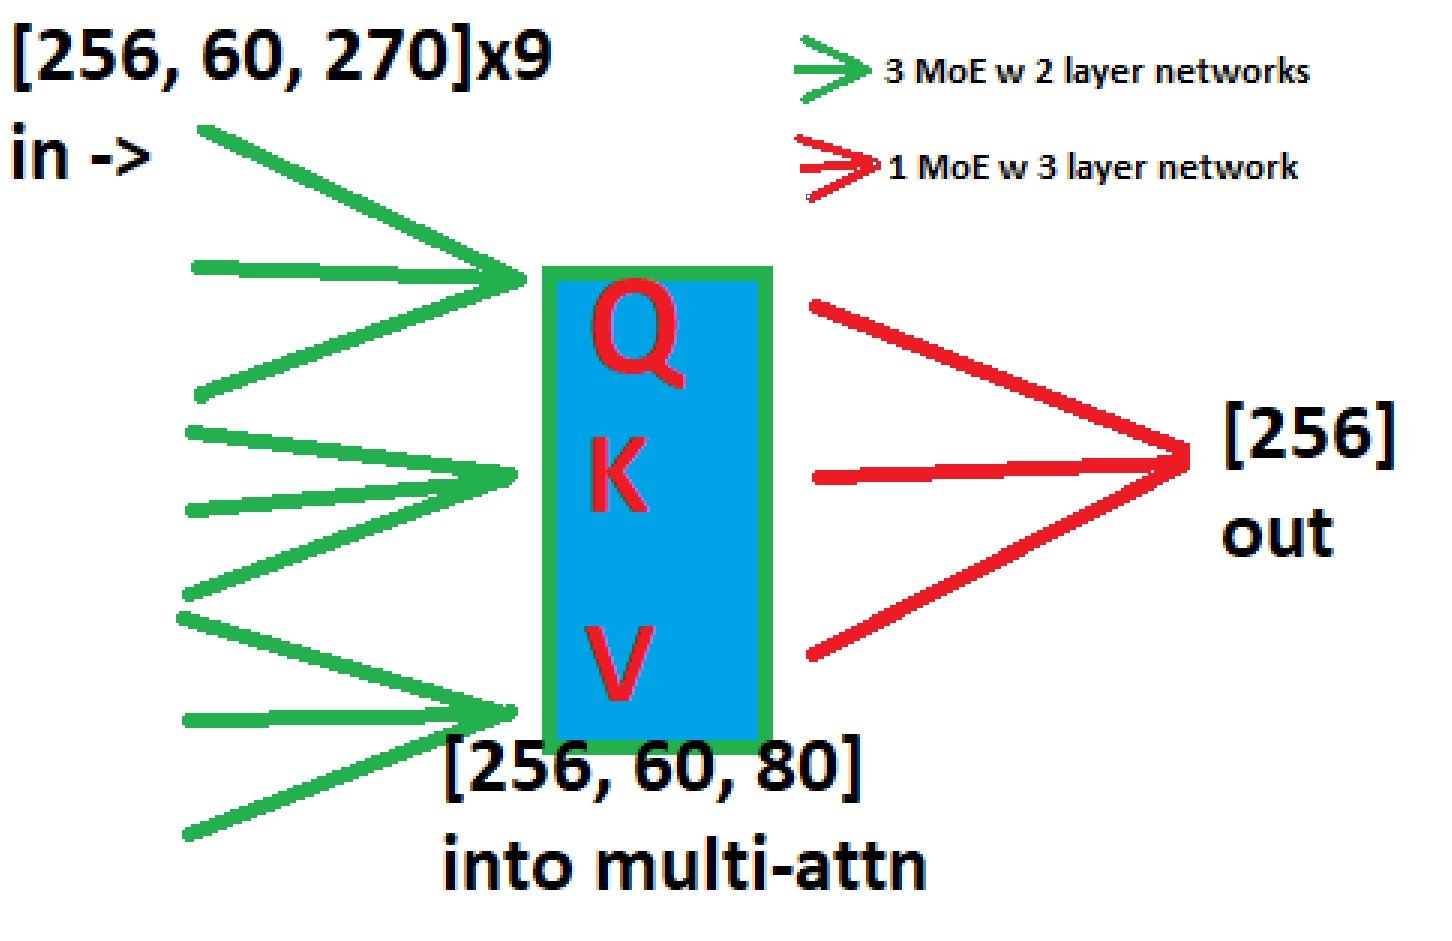 [256, 60, 270]x9
in ->
3 MoE w 2 layer networks
1 MoE w 3 layer network
Q
K
V
[256, 60, 80]
into multi-attn
[256]
out